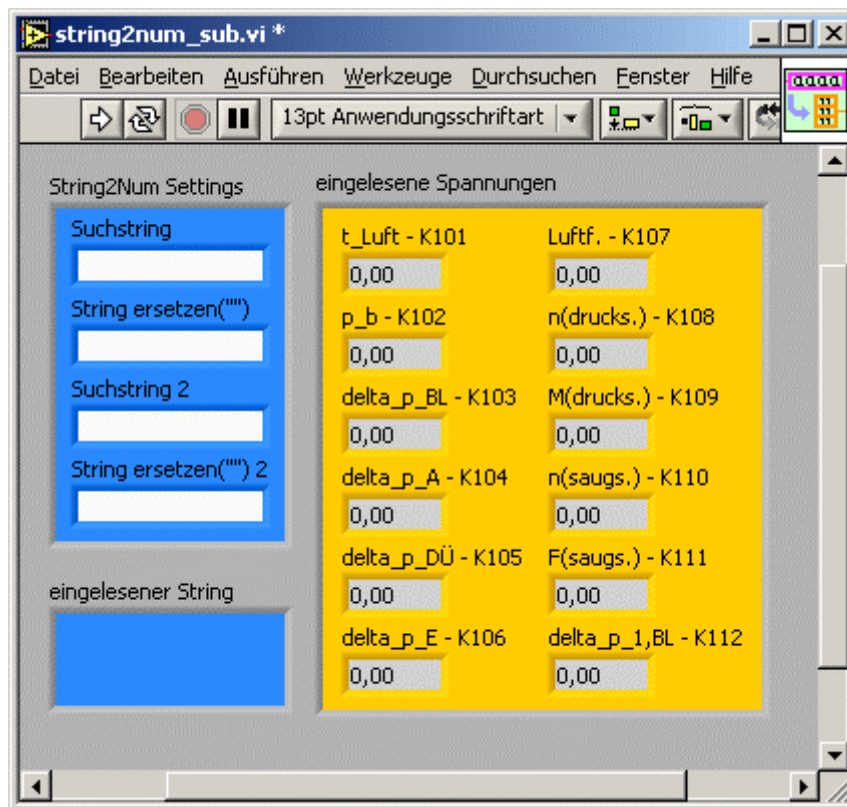 string2num_sub.vi *
Datei Bearbeiten Ausführen Werkzeuge Durchsuchen Fenster Hilfe
aaaa
13pt Anwendungsschriftart
String2Num Settings
Suchstring
String ersetzen("")
Suchstring 2
String ersetzen("") 2
eingelesener String
eingelesene Spannungen
t_Luft - K101
0,00
p_b - K102
0,00
delta_p_BL - K103
0,00
delta_p_A - K104
0,00
delta_p_DÜ - K105
0,00
delta_p_E - K106
0,00
Luftf. - K107
0,00
n(drucks.) - K108
0,00
M(drucks.) - K109
0,00
n(saugs.) - K110
0,00
F(saugs.) - K111
0,00
delta_p_1,BL - K112
0,00